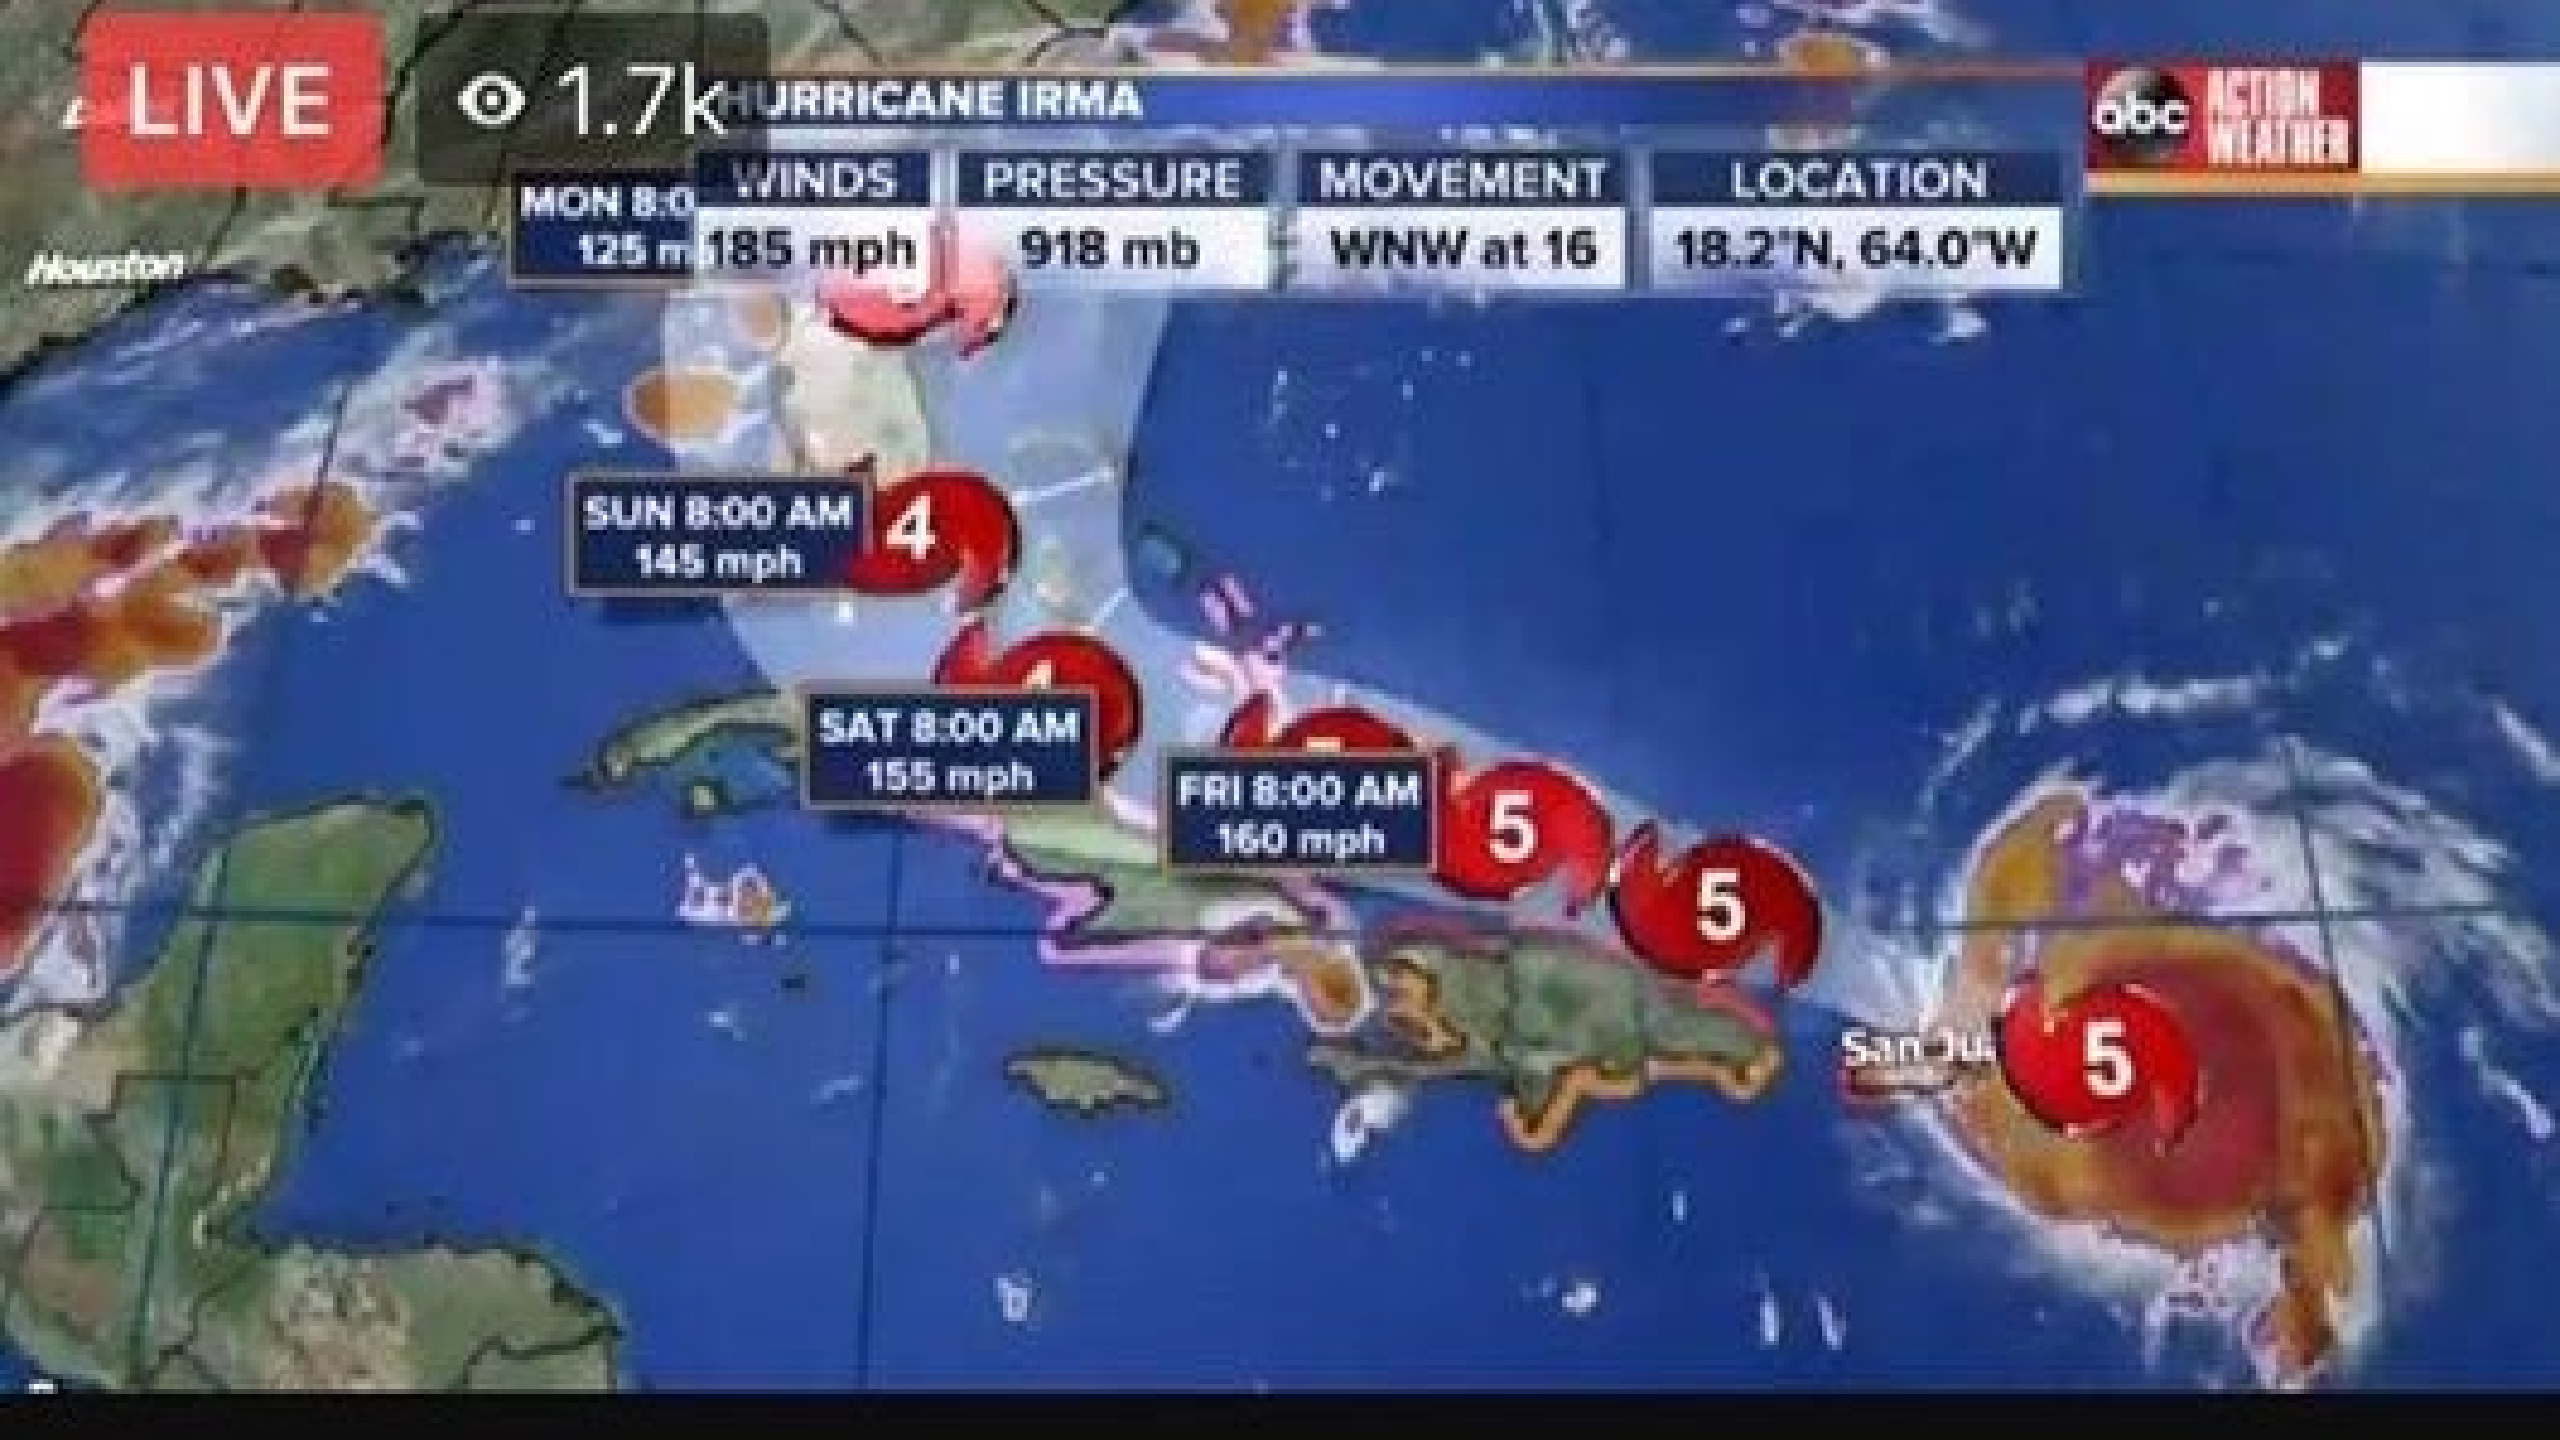 LIVE
1.7k
HURRICANE IRMA
abc
ACTION
WEATHER
WINDS
PRESSURE
MOVEMENT
LOCATION
MON 8:0
125 m
185 mph
918 mb
WNW at 16
18.2°N, 64.0°W
Houston
SUN 8:00 AM
145 mph
4
4
SAT 8:00 AM
155 mph
FRI 8:00 AM
160 mph
5
5
San Ju
5